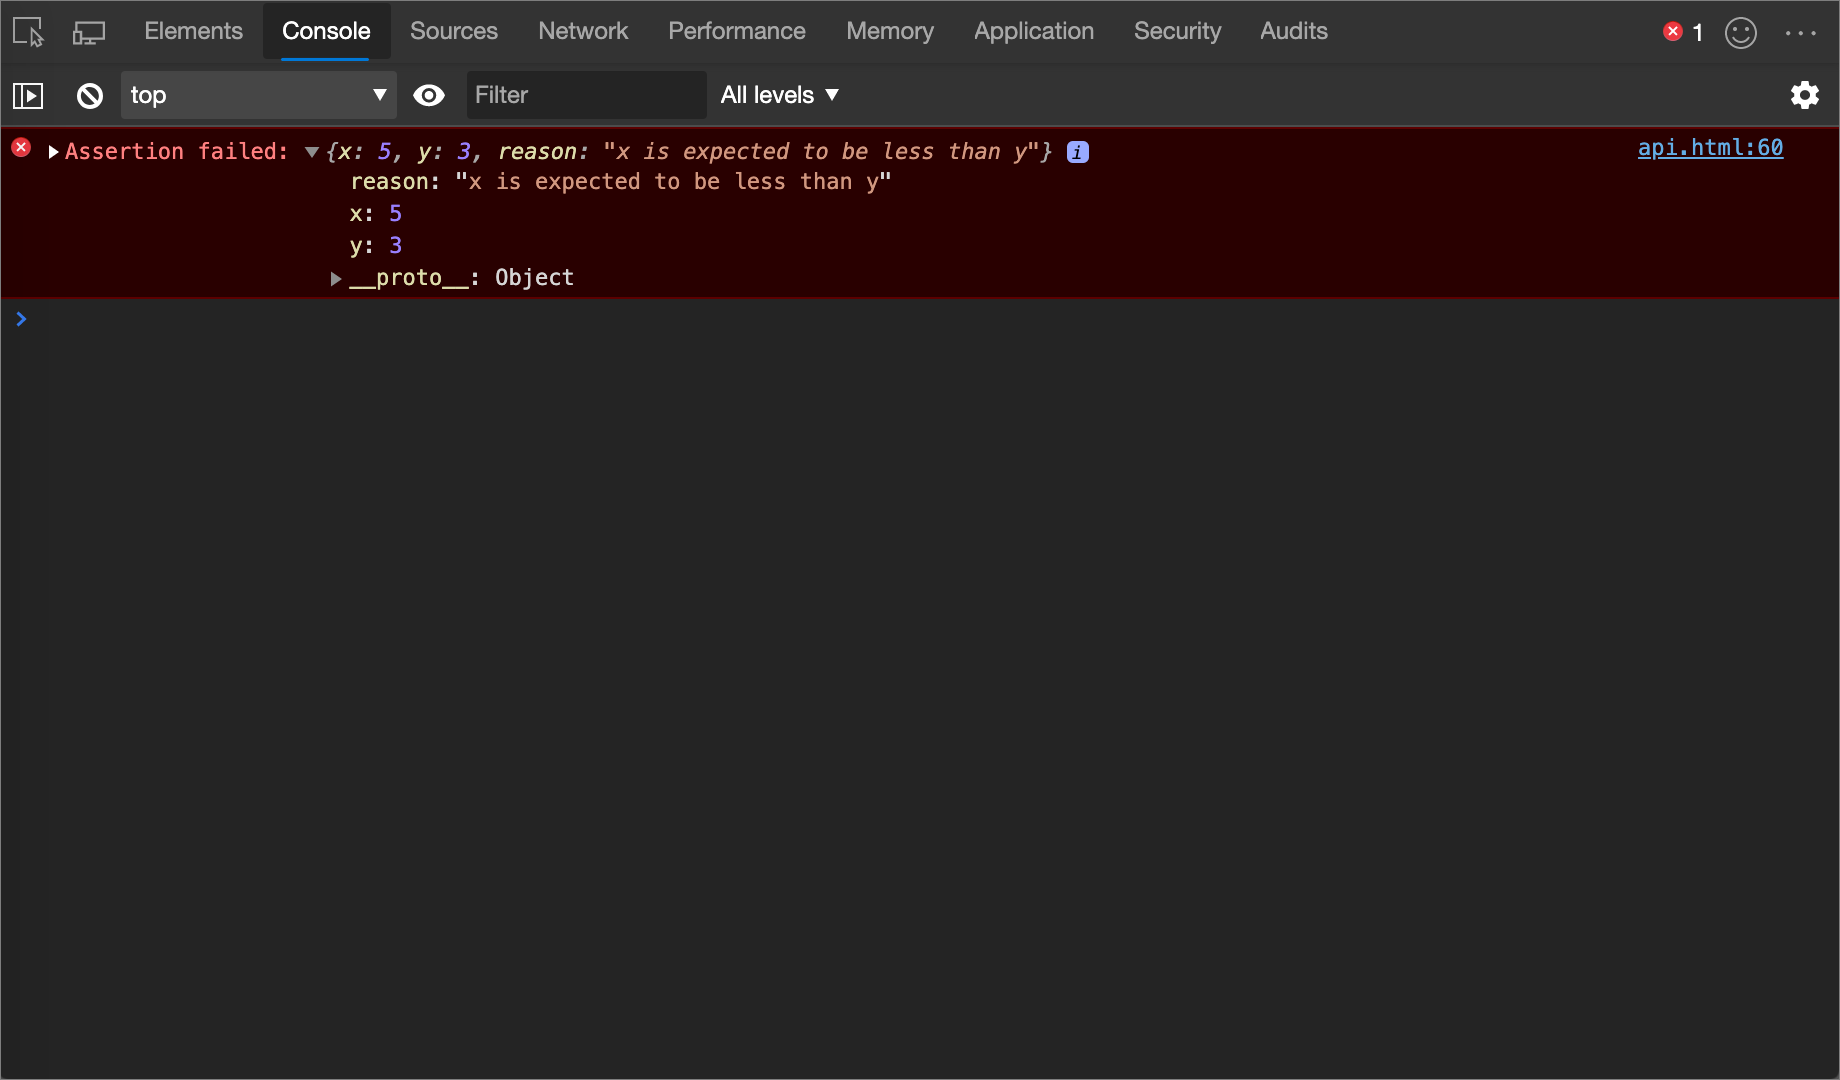 Elements Console Sources Network Performance Memory Application Security Audits 1
top Filter All levels
Assertion failed: {x: 5, y: 3, reason: "x is expected to be less than y"} i api.html:60
reason: "x is expected to be less than y"
x: 5
y: 3
__proto__: Object